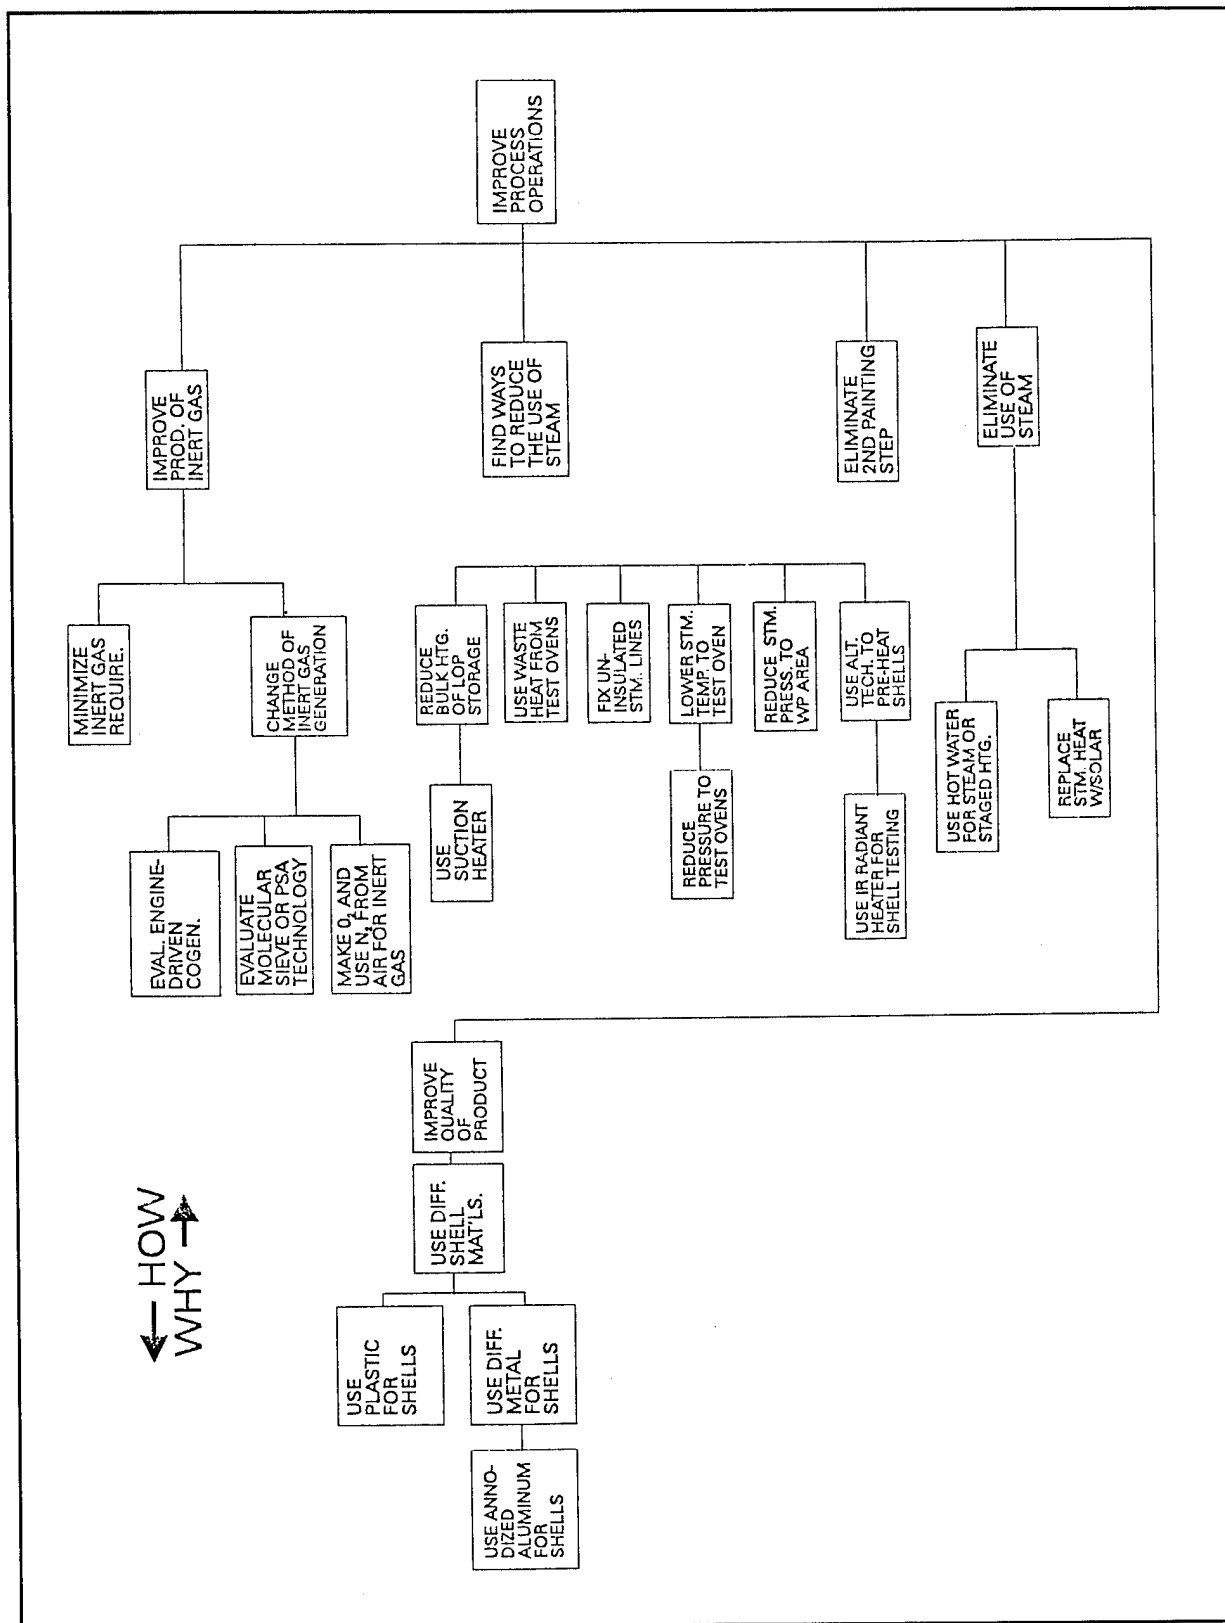 IMPROVE
PROCESS
OPERATIONS
IMPROVE
PROD. OF
INERT GAS
FIND WAYS
TO REDUCE
THE USE OF
STEAM
ELIMINATE
2ND PAINTING
STEP
ELIMINATE
USE OF
STEAM
MINIMIZE
INERT GAS
REQUIRE.
CHANGE
METHOD OF
INERT GAS
GENERATION
REDUCE
BULK HTG.
OF LOP
STORAGE
USE WASTE
HEAT FROM
TEST OVENS
FIX UN-
INSULATED
STM. LINES
LOWER STM.
TEMP. TO
TEST OVEN
REDUCE STM.
PRESS. TO
WP AREA
USE ALT.
TECH. TO
PRE-HEAT
SHELLS
USE HOT WATER
FOR STEAM OR
STAGED HTG.
REPLACE
STM. HEAT
W/SOLAR
EVAL. ENGINE-
DRIVEN
COGEN.
EVALUATE
MOLECULAR
SIEVE OR PSA
TECHNOLOGY
MAKE O₂ AND
USE N₂ FROM
AIR FOR INERT
GAS
USE
SUCTION
HEATER
REDUCE
PRESSURE TO
TEST OVENS
USE IR RADIANT
HEATER FOR
SHELL TESTING
IMPROVE
QUALITY
OF
PRODUCT
USE DIFF.
SHELL
MAT'LS.
USE
PLASTIC
FOR
SHELLS
USE DIFF.
METAL
FOR
SHELLS
USE ANNO-
DIZED
ALUMINUM
FOR
SHELLS
← HOW
WHY →